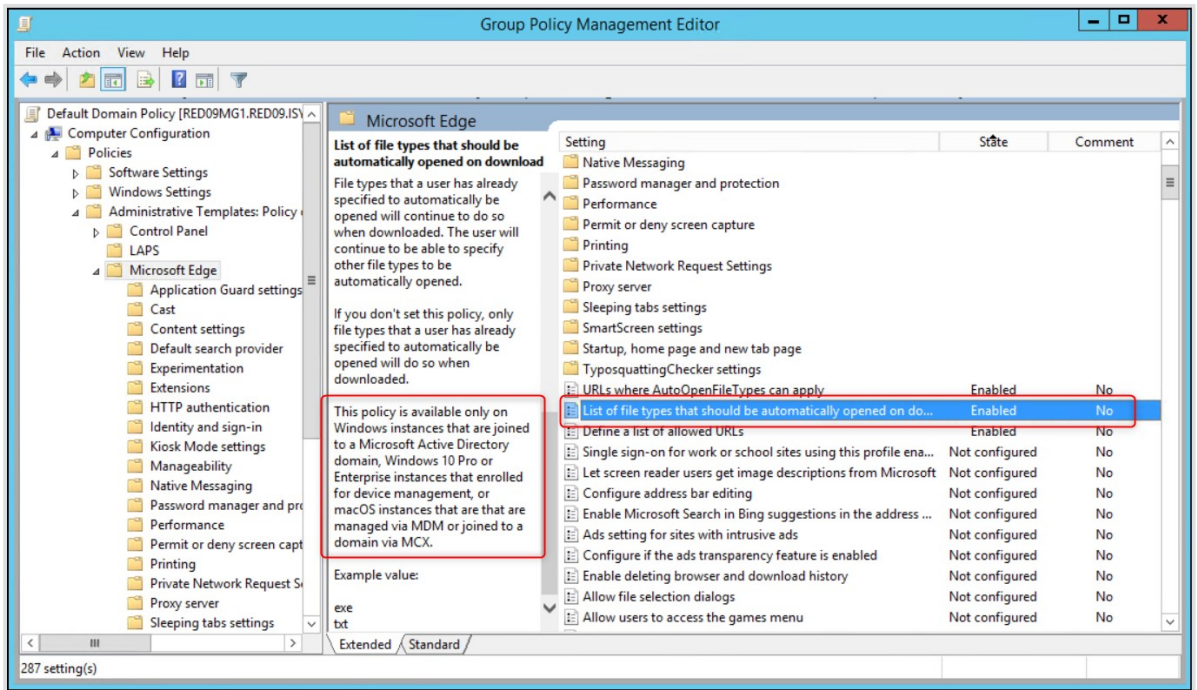 Group Policy Management Editor
File Action View Help
Default Domain Policy [RED09MG1.RED09.ISY
Computer Configuration
Policies
Software Settings
Windows Settings
Administrative Templates: Policy
Control Panel
LAPS
Microsoft Edge
Application Guard settings
Cast
Content settings
Default search provider
Experimentation
Extensions
HTTP authentication
Identity and sign-in
Kiosk Mode settings
Manageability
Native Messaging
Password manager and pro
Performance
Permit or deny screen capt
Printing
Private Network Request Se
Proxy server
Sleeping tabs settings
Microsoft Edge
List of file types that should be
automatically opened on download
File types that a user has already
specified to automatically be
opened will continue to do so
when downloaded. The user will
continue to be able to specify
other file types to be
automatically opened.
If you don't set this policy, only
file types that a user has already
specified to automatically be
opened will do so when
downloaded.
This policy is available only on
Windows instances that are joined
to a Microsoft Active Directory
domain, Windows 10 Pro or
Enterprise instances that enrolled
for device management, or
macOS instances that are that are
managed via MDM or joined to a
domain via MCX.
Example value:
exe
txt
Setting State Comment
Native Messaging
Password manager and protection
Performance
Permit or deny screen capture
Printing
Private Network Request Settings
Proxy server
Sleeping tabs settings
SmartScreen settings
Startup, home page and new tab page
TyposquattingChecker settings
URLs where AutoOpenFileTypes can apply Enabled No
List of file types that should be automatically opened on do... Enabled No
Define a list of allowed URLs Enabled No
Single sign-on for work or school sites using this profile ena... Not configured No
Let screen reader users get image descriptions from Microsoft Not configured No
Configure address bar editing Not configured No
Enable Microsoft Search in Bing suggestions in the address ... Not configured No
Ads setting for sites with intrusive ads Not configured No
Configure if the ads transparency feature is enabled Not configured No
Enable deleting browser and download history Not configured No
Allow file selection dialogs Not configured No
Allow users to access the games menu Not configured No
Extended Standard
287 setting(s)